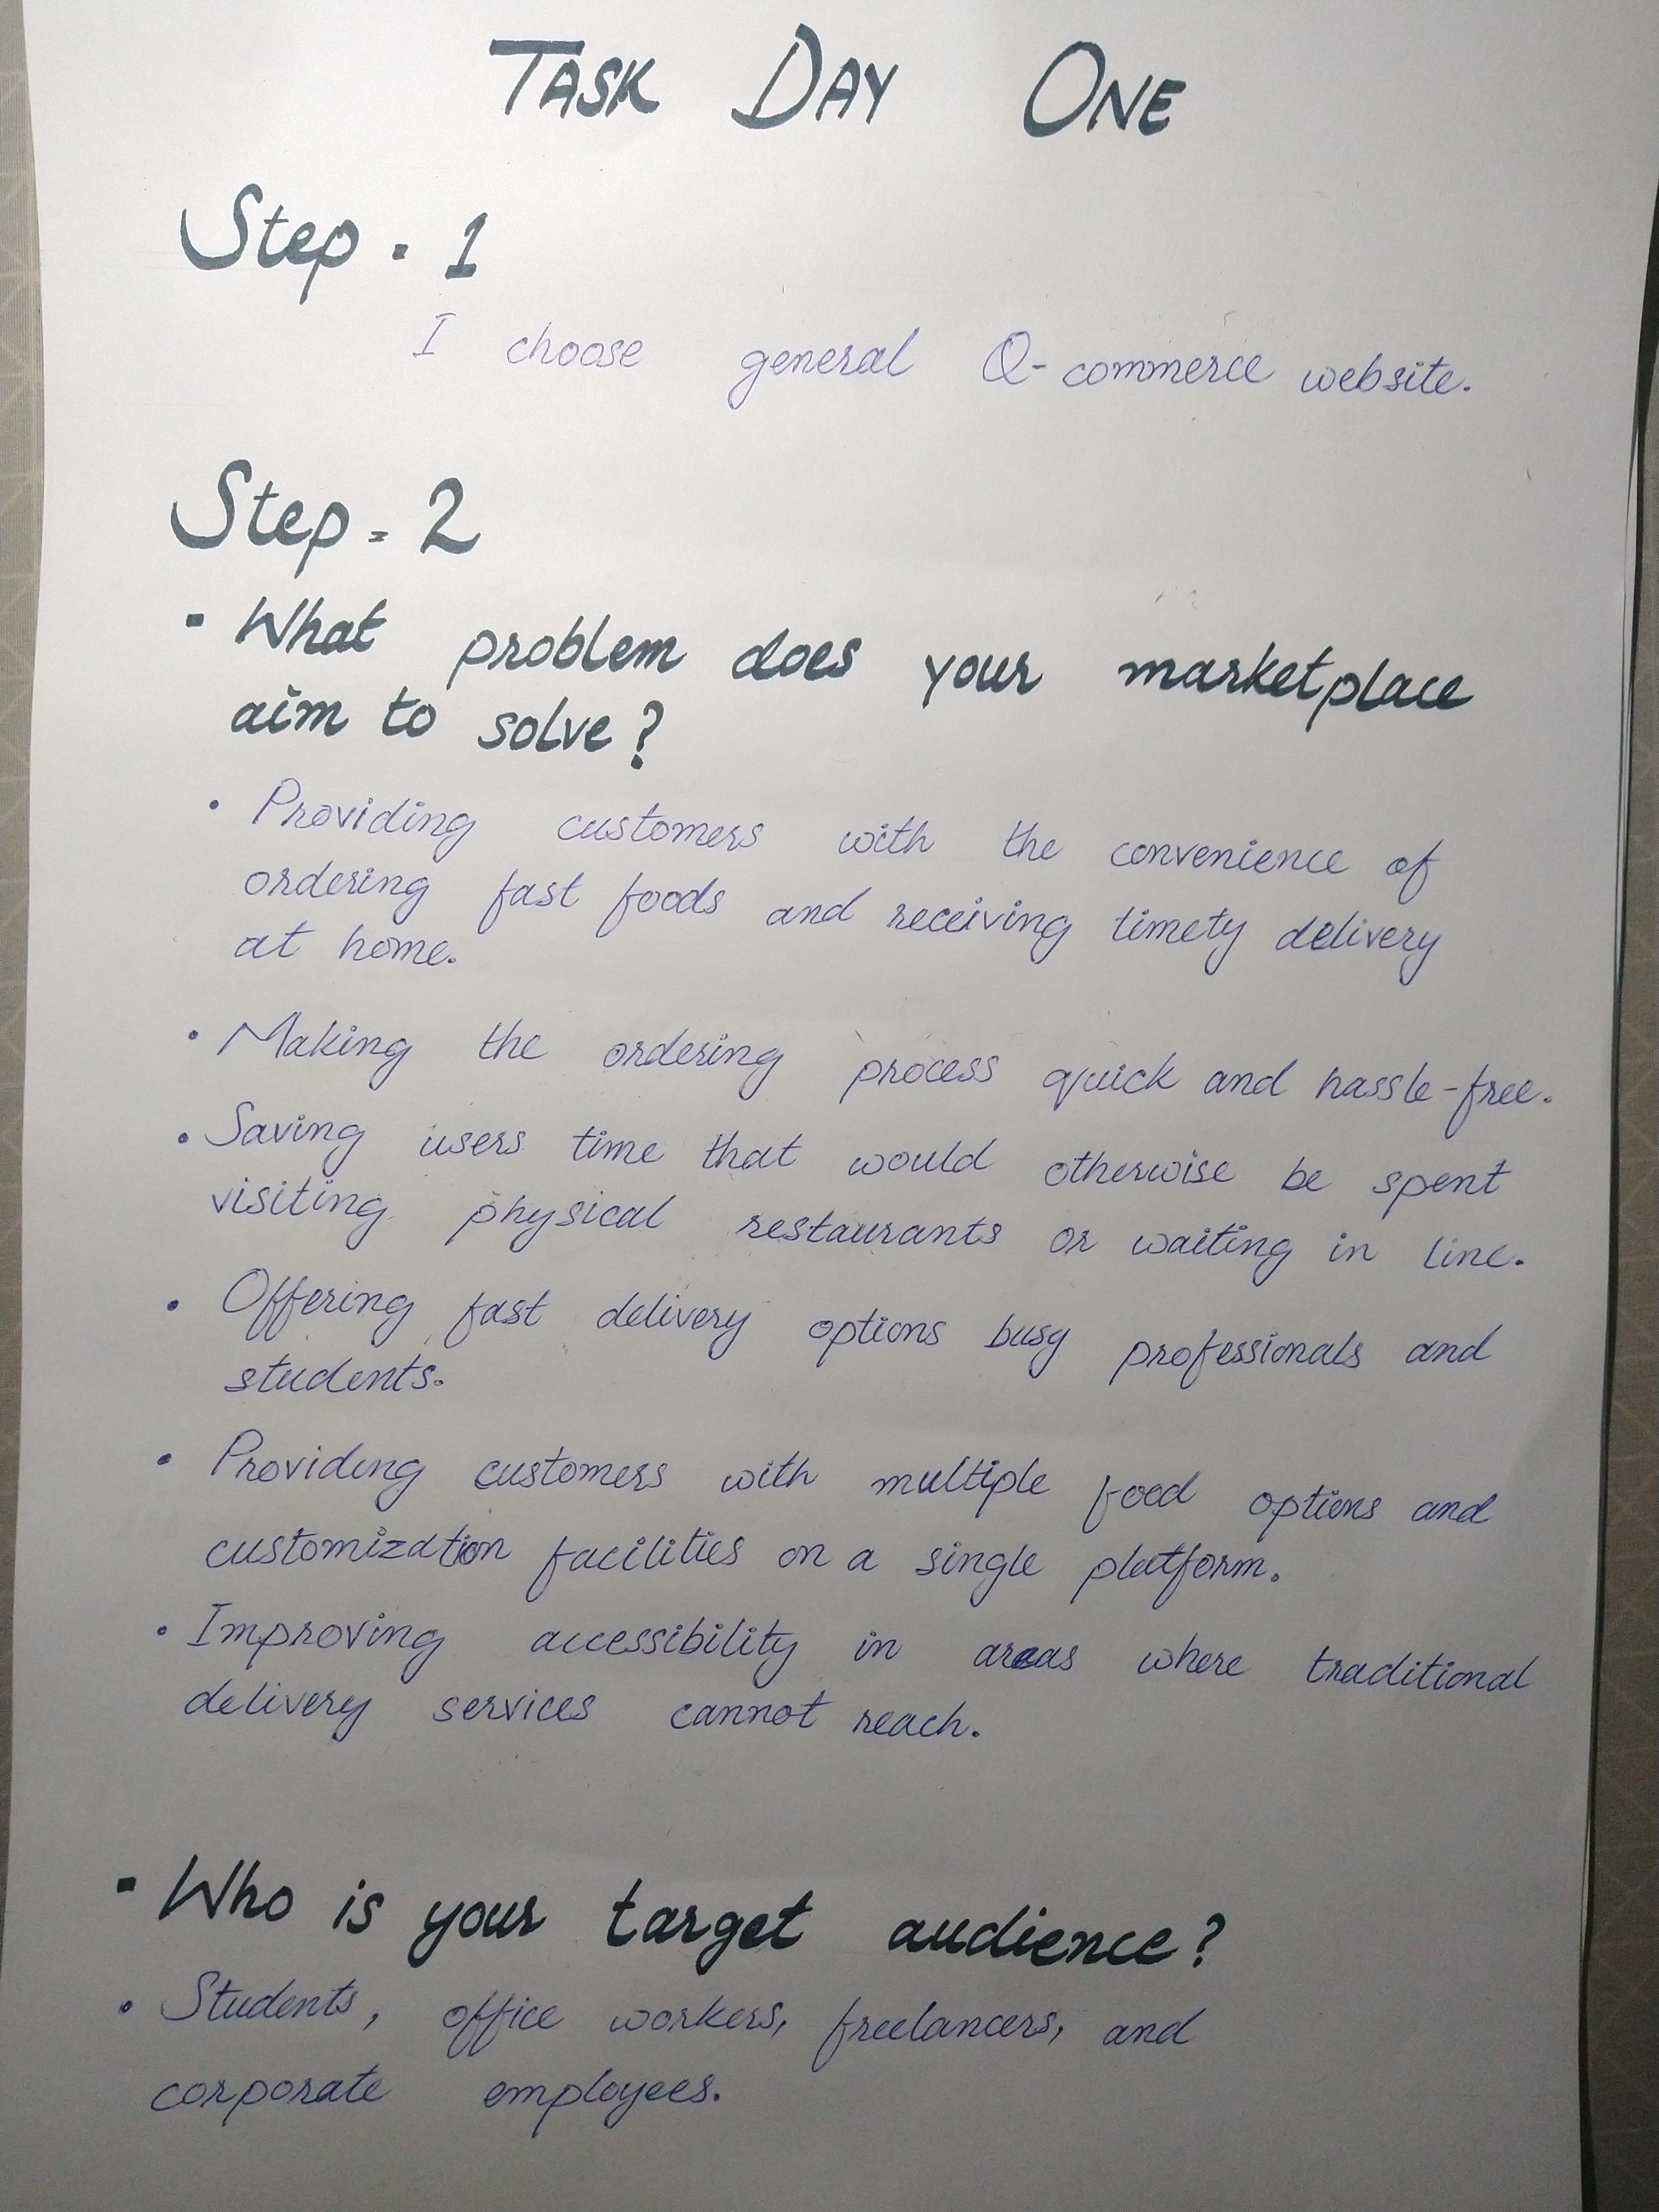 TASK DAY ONE
Step - 1
I choose general Q-commerce website.
Step - 2
- What problem does your marketplace
aim to solve?
• Providing customers with the convenience of
ordering fast foods and receiving timety delivery
at home.
• Making the ordering process quick and hassle-free.
• Saving users time that would otherwise be spent
visiting physical restaurants or waiting in line.
• Offering fast delivery options busy professionals and
students.
• Providing customers with multiple food options and
customization facilities on a single platform.
• Improving accessibility in areas where traditional
delivery services cannot reach.
- Who is your target audience?
• Students, office workers, freelancers, and
corporate employees.